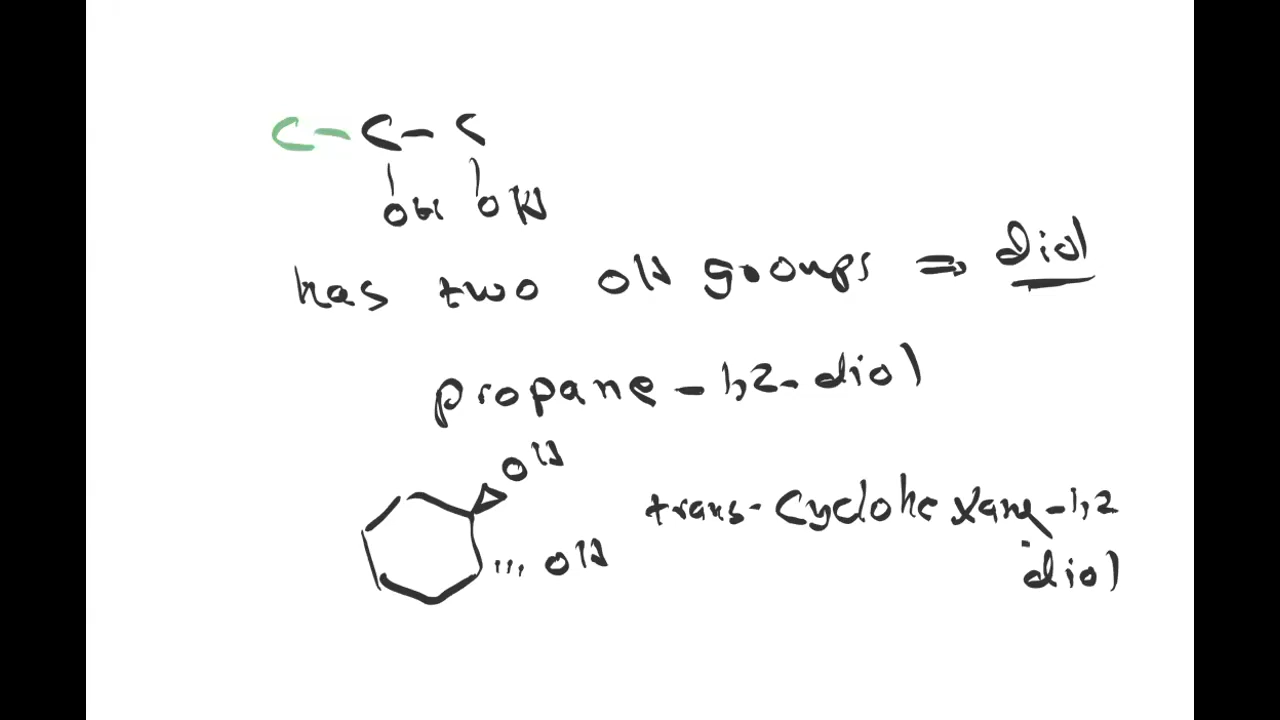 C-C-C
OH OH
has two OH groups ⇒ diol
propane-1,2-diol
OH
trans-Cyclohexane-1,2
OH
diol